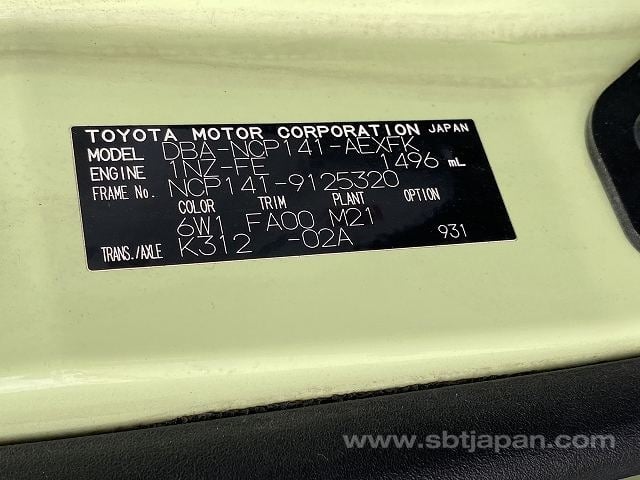 TOYOTA MOTOR CORPORATION JAPAN
MODEL DBA-NCP141-AEXFK
ENGINE 1NZ-FE 1496 mL
FRAME No. NCP141-9125320
COLOR TRIM PLANT OPTION
6W1 FA00 M21
TRANS./AXLE K312 -02A 931
www.sbtjapan.com